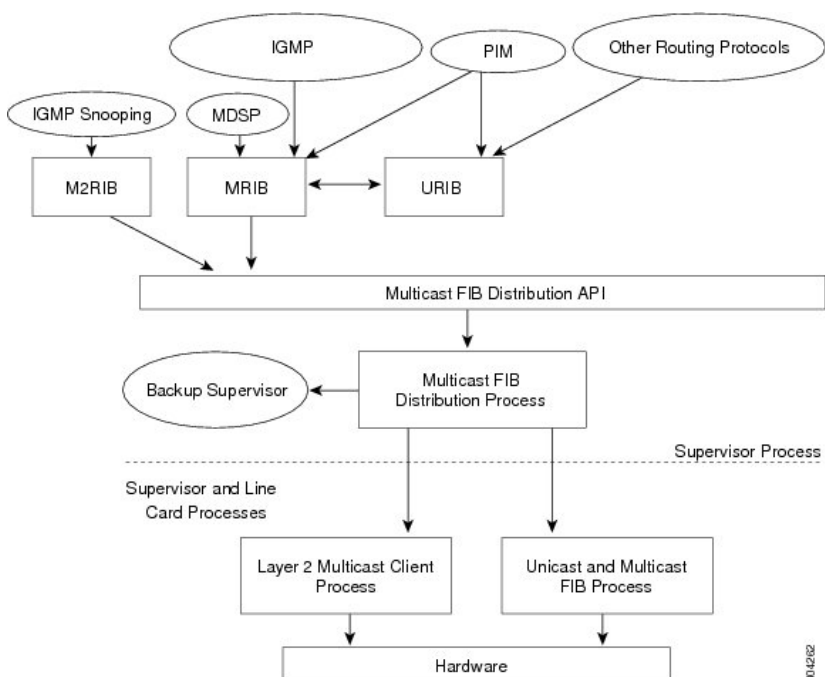 IGMP
PIM
Other Routing Protocols
IGMP Snooping
MDSP
M2RIB
MRIB
URIB
Multicast FIB Distribution API
Backup Supervisor
Multicast FIB
Distribution Process
Supervisor Process
Supervisor and Line
Card Processes
Layer 2 Multicast Client
Process
Unicast and Multicast
FIB Process
Hardware